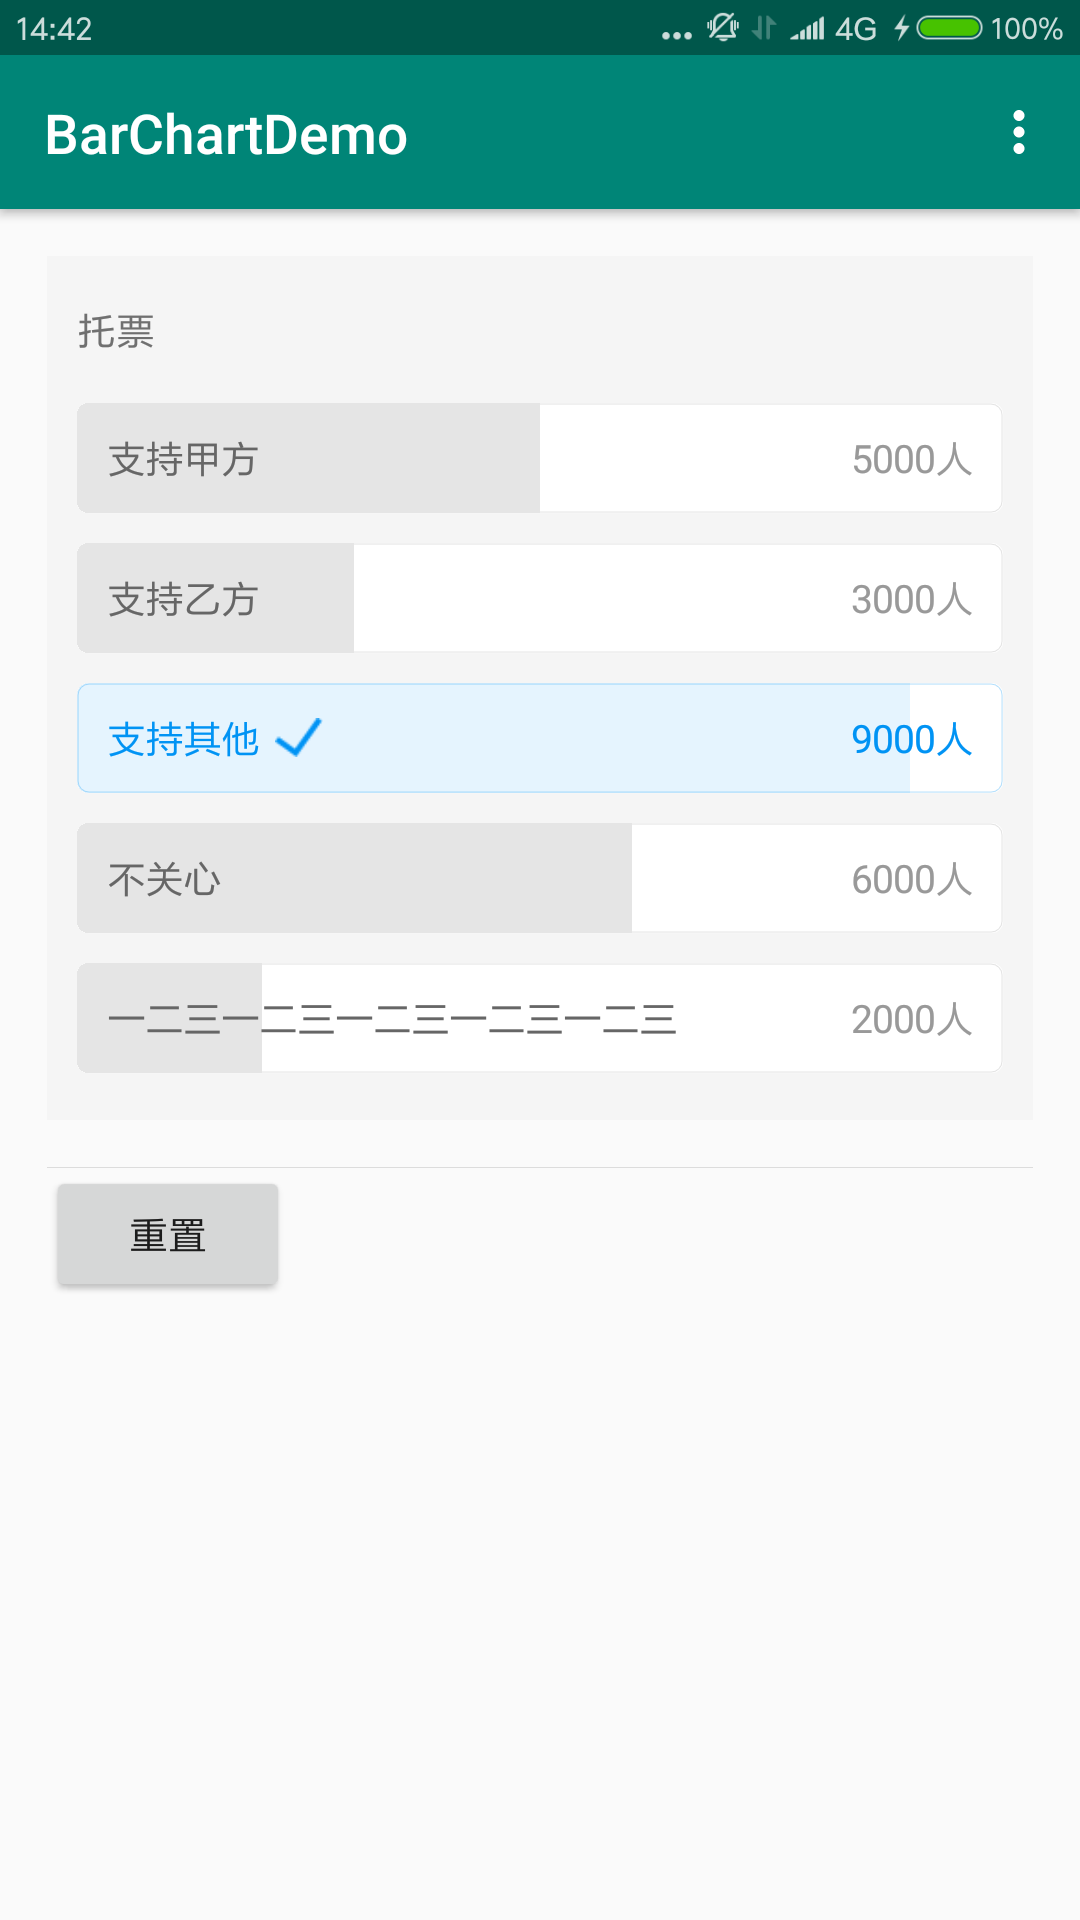 14:42 4G 100%
BarChartDemo
托票
支持甲方 5000人
支持乙方 3000人
支持其他 9000人
不关心 6000人
一二三一二三一二三一二三一二三 2000人
重置